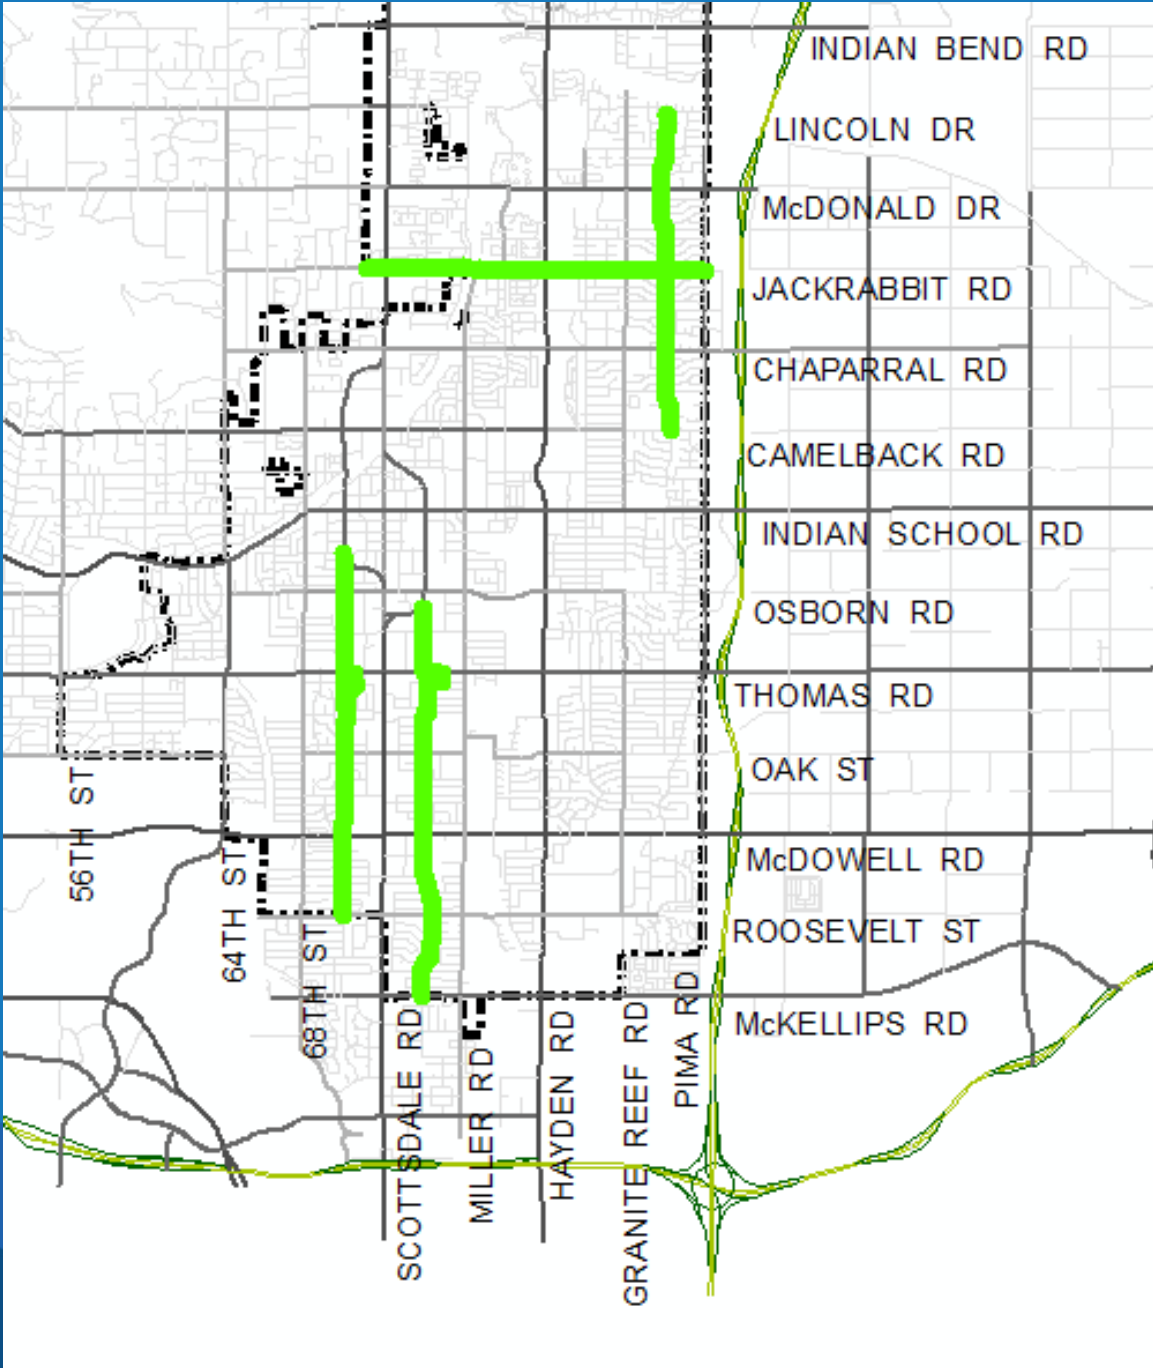 INDIAN BEND RD
LINCOLN DR
McDONALD DR
JACKRABBIT RD
CHAPARRAL RD
CAMELBACK RD
INDIAN SCHOOL RD
OSBORN RD
THOMAS RD
OAK ST
McDOWELL RD
ROOSEVELT ST
McKELLIPS RD
56TH ST
64TH ST
68TH ST
SCOTTSDALE RD
MILLER RD
HAYDEN RD
GRANITE REEF RD
PIMA RD